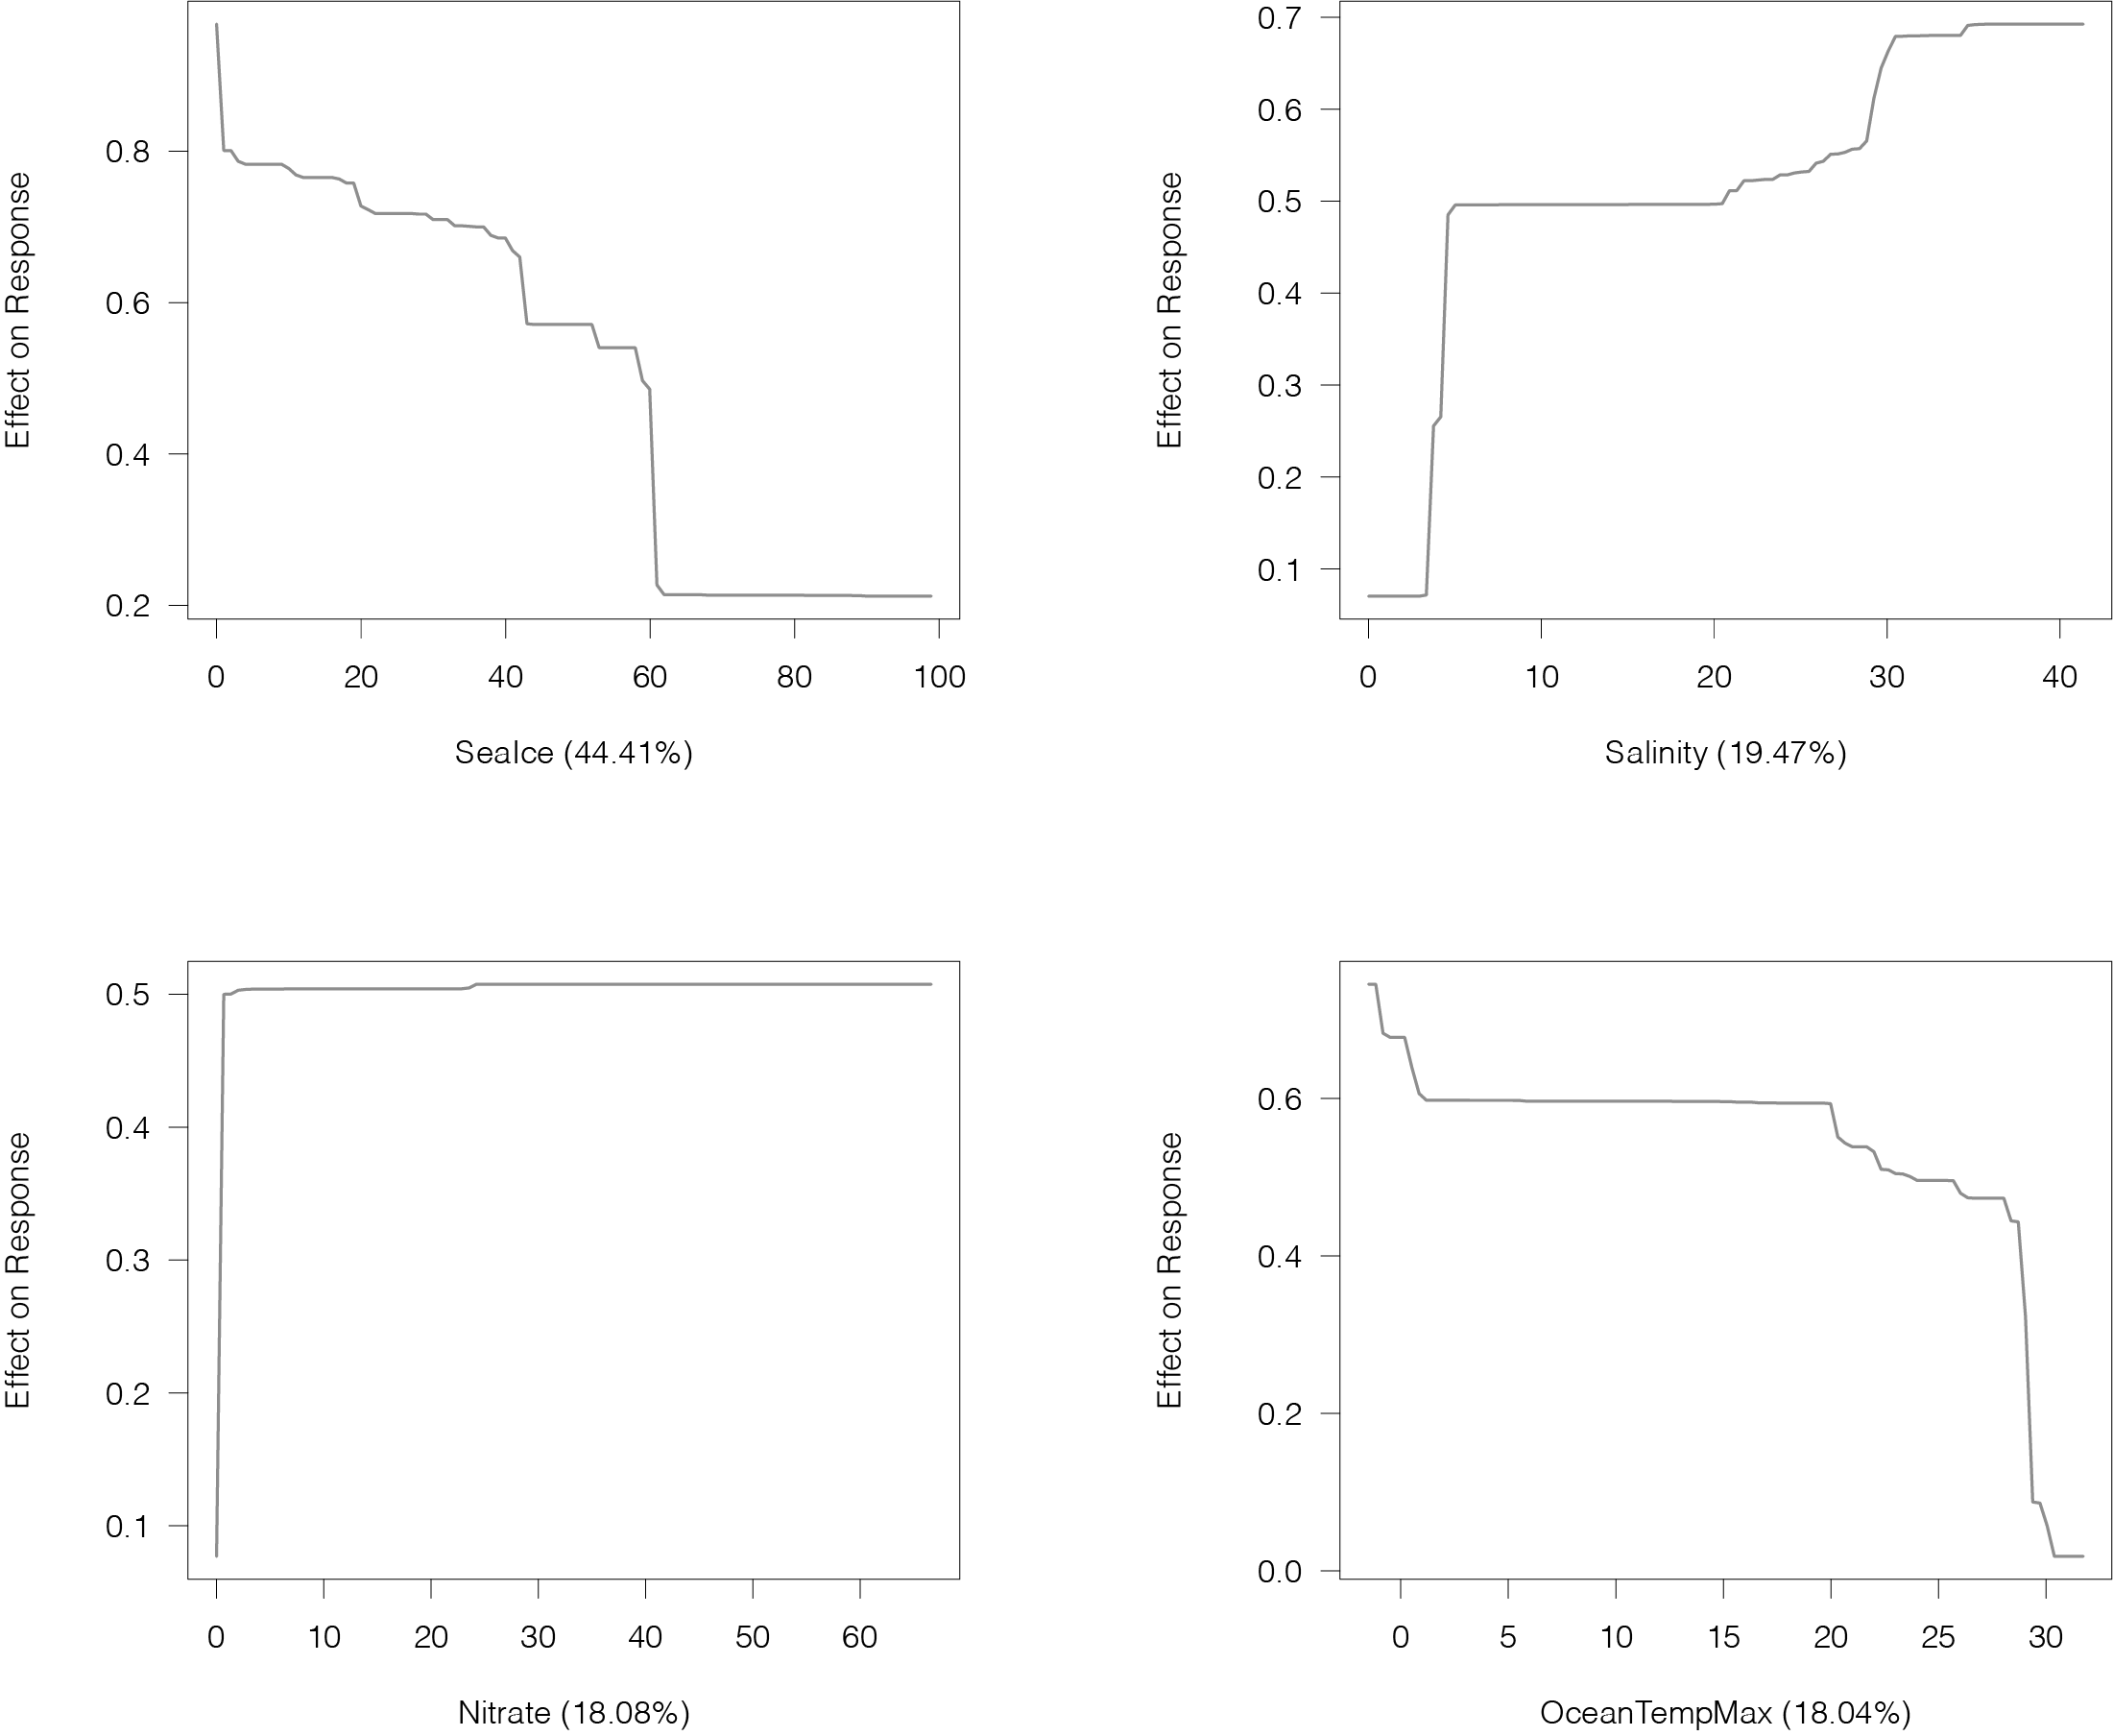 Effect on Response
0.8
0.6
0.4
0.2
0 20 40 60 80 100
SeaIce (44.41%)
Effect on Response
0.7
0.6
0.5
0.4
0.3
0.2
0.1
0 10 20 30 40
Salinity (19.47%)
Effect on Response
0.5
0.4
0.3
0.2
0.1
0 10 20 30 40 50 60
Nitrate (18.08%)
Effect on Response
0.6
0.4
0.2
0.0
0 5 10 15 20 25 30
OceanTempMax (18.04%)